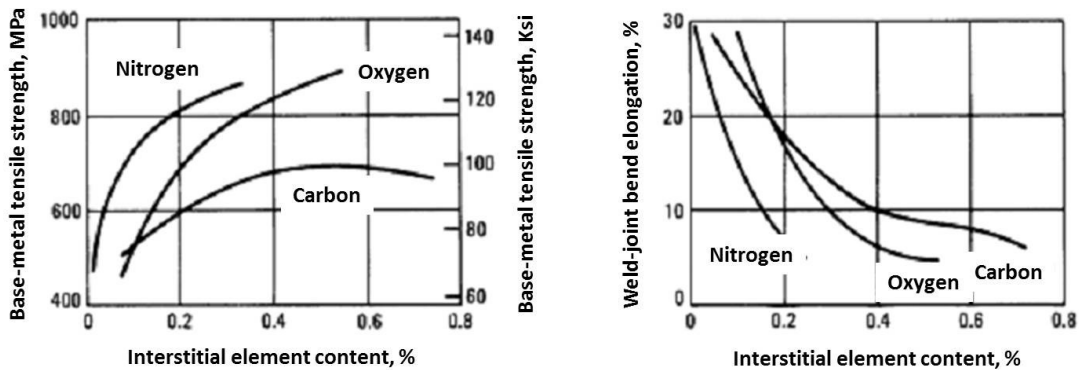 Base-metal tensile strength, MPa
1000
800
600
400
0
0.2
0.4
0.6
0.8
140
120
100
80
60
Base-metal tensile strength, Ksi
Nitrogen
Oxygen
Carbon
Interstitial element content, %
Weld-joint bend elongation, %
30
20
10
0
0
0.2
0.4
0.6
0.8
Nitrogen
Oxygen
Carbon
Interstitial element content, %